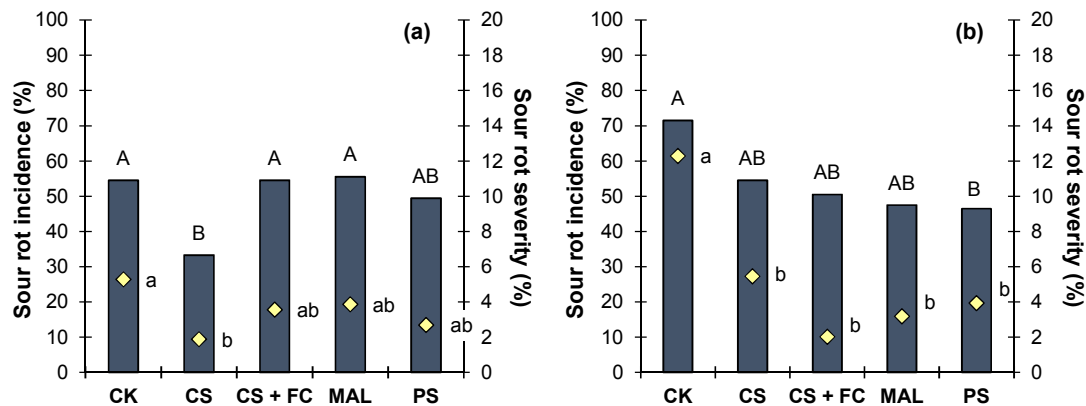 Sour rot incidence (%)
100
90
80
70
60
50
40
30
20
10
0
(a)
A
B
A
A
AB
a
b
ab
ab
ab
CK CS CS + FC MAL PS
20
18
16
14
12
10
8
6
4
2
0
Sour rot severity (%)
Sour rot incidence (%)
100
90
80
70
60
50
40
30
20
10
0
(b)
A
AB
AB
AB
B
a
b
b
b
b
CK CS CS + FC MAL PS
20
18
16
14
12
10
8
6
4
2
0
Sour rot severity (%)